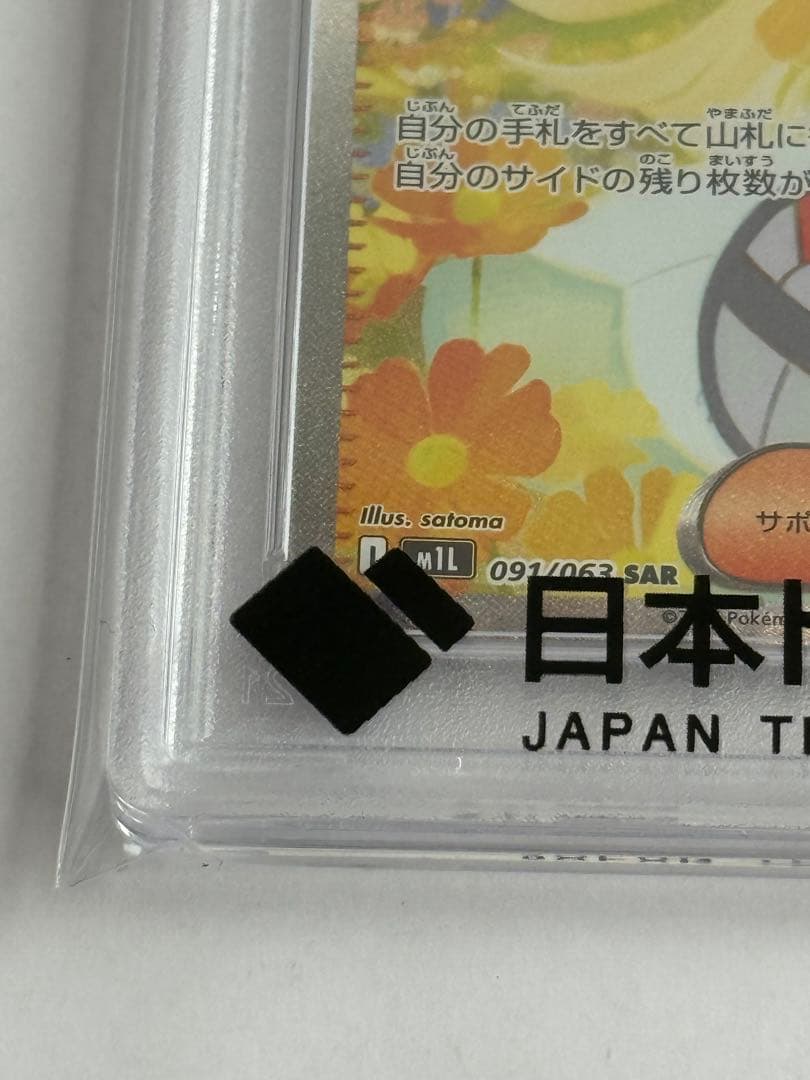 自分の手札をすべて山札に
自分のサイドの残り枚数が
Illus. satoma
M1L 091/063 SAR
サポ
Pokém
日本
JAPAN